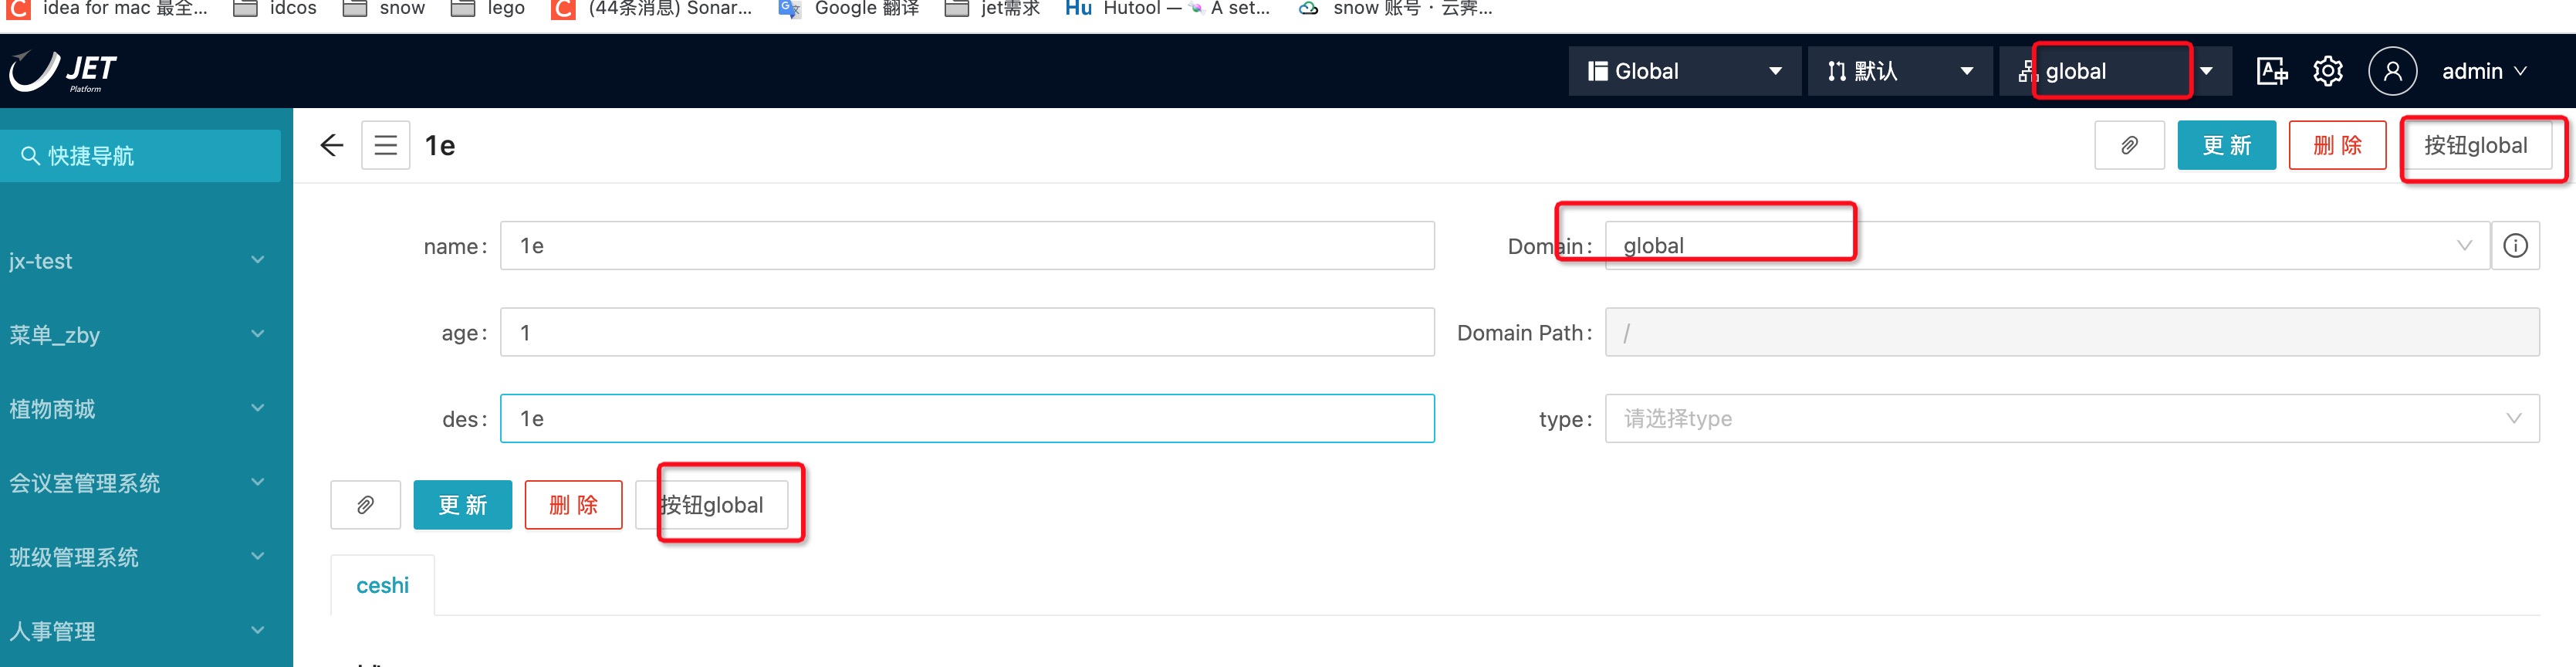 idea for mac 最全...
idcos
snow
lego
(44条消息) Sonar...
Google 翻译
jet需求
Hu Hutool — A set...
snow 账号 · 云霁...
JET
Platform
Global
默认
global
admin
快捷导航
1e
更 新
删 除
按钮global
name:
1e
Domain:
global
age:
1
Domain Path:
/
des:
1e
type:
请选择type
更 新
删 除
按钮global
ceshi
jx-test
菜单_zby
植物商城
会议室管理系统
班级管理系统
人事管理